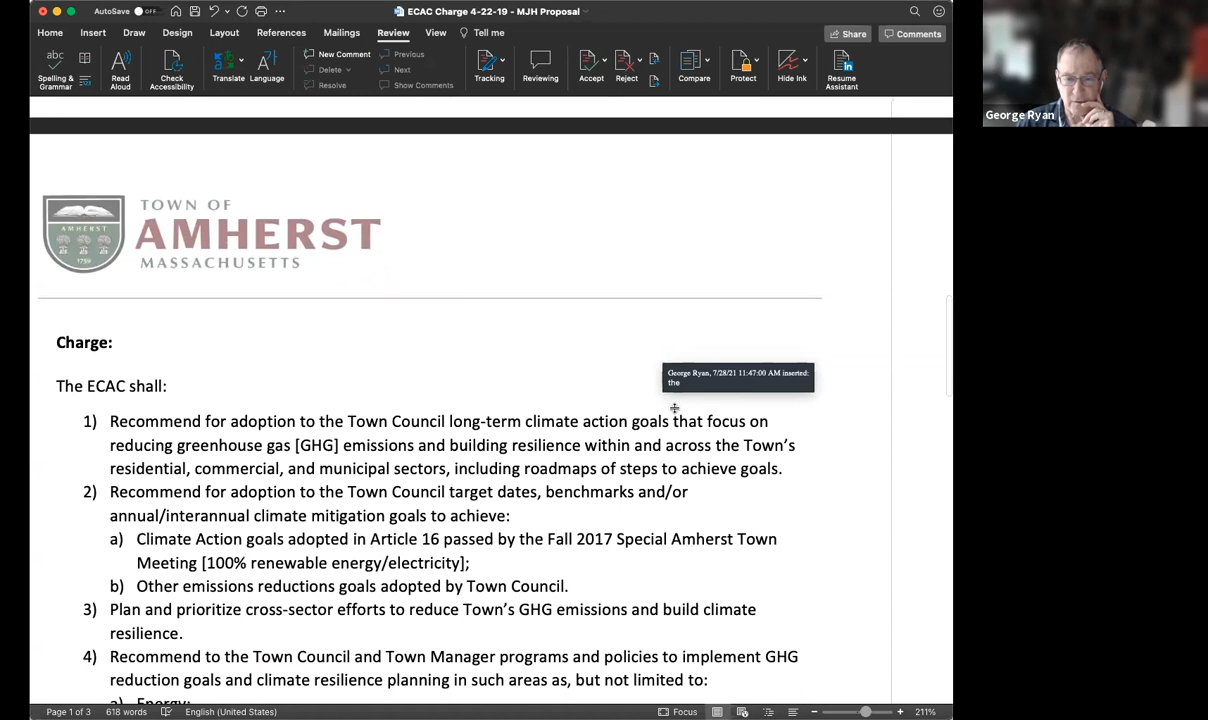 AutoSave OFF ECAC Charge 4-22-19 - MJH Proposal
Home Insert Draw Design Layout References Mailings Review View Tell me Share Comments
abc Spelling & Grammar Read Aloud Check Accessibility Translate Language New Comment Delete Resolve Previous Next Show Comments Tracking Reviewing Accept Reject Compare Protect Hide Ink Resume Assistant
George Ryan
TOWN OF
AMHERST
MASSACHUSETTS
AMHERST
1759
Charge:
George Ryan, 7/28/21 11:47:00 AM inserted:
the
The ECAC shall:
1) Recommend for adoption to the Town Council long-term climate action goals that focus on
reducing greenhouse gas [GHG] emissions and building resilience within and across the Town's
residential, commercial, and municipal sectors, including roadmaps of steps to achieve goals.
2) Recommend for adoption to the Town Council target dates, benchmarks and/or
annual/interannual climate mitigation goals to achieve:
a) Climate Action goals adopted in Article 16 passed by the Fall 2017 Special Amherst Town
Meeting [100% renewable energy/electricity];
b) Other emissions reductions goals adopted by Town Council.
3) Plan and prioritize cross-sector efforts to reduce Town's GHG emissions and build climate
resilience.
4) Recommend to the Town Council and Town Manager programs and policies to implement GHG
reduction goals and climate resilience planning in such areas as, but not limited to:
a) Energy;
Page 1 of 3 618 words English (United States) Focus 211%